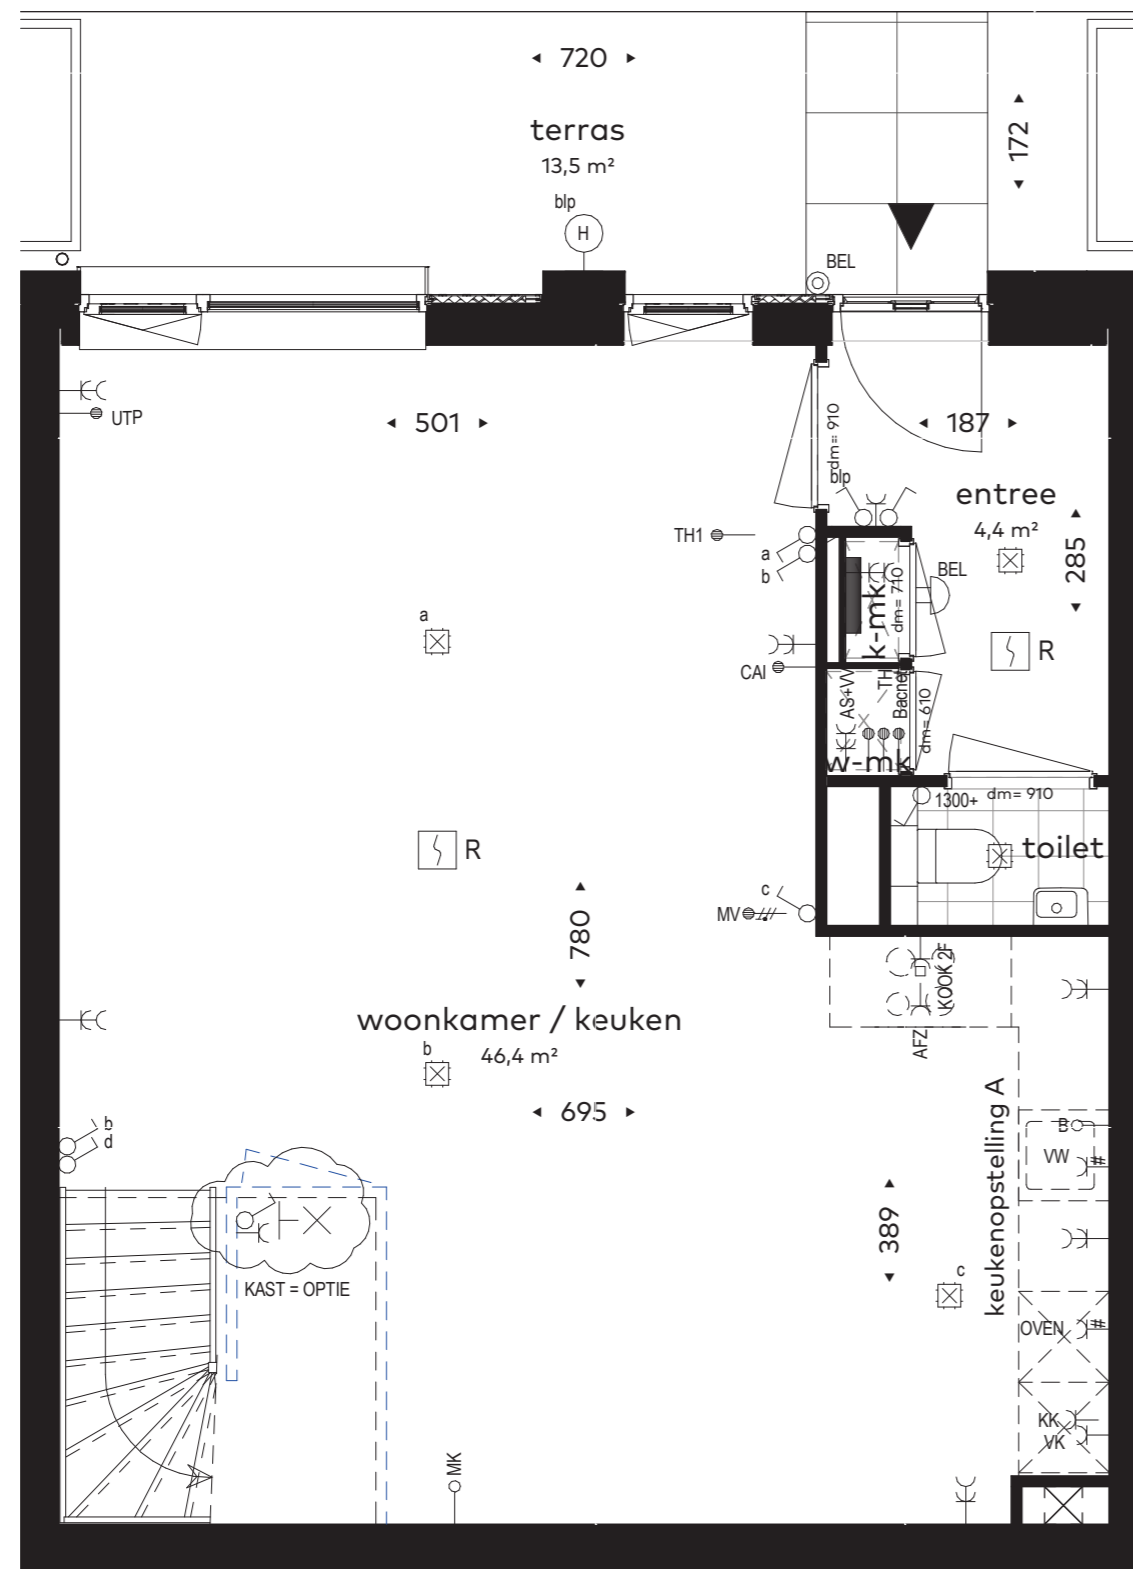 720
terras
13,5 m²
172
blp
H
BEL
UTP
501
187
dm= 910
blp
entree
4,4 m²
285
TH1
a
b
BEL
k-mk
dm= 710
a
R
CAI
AS+VV
TH
Bacnet
dm= 610
w-mk
1300+
dm= 910
toilet
R
c
MV
780
KOOK 2F
AFZ
woonkamer / keuken
46,4 m²
b
695
keukenopstelling A
b
d
B
VW
#
389
KAST = OPTIE
c
OVEN
#
KK
VK
MK